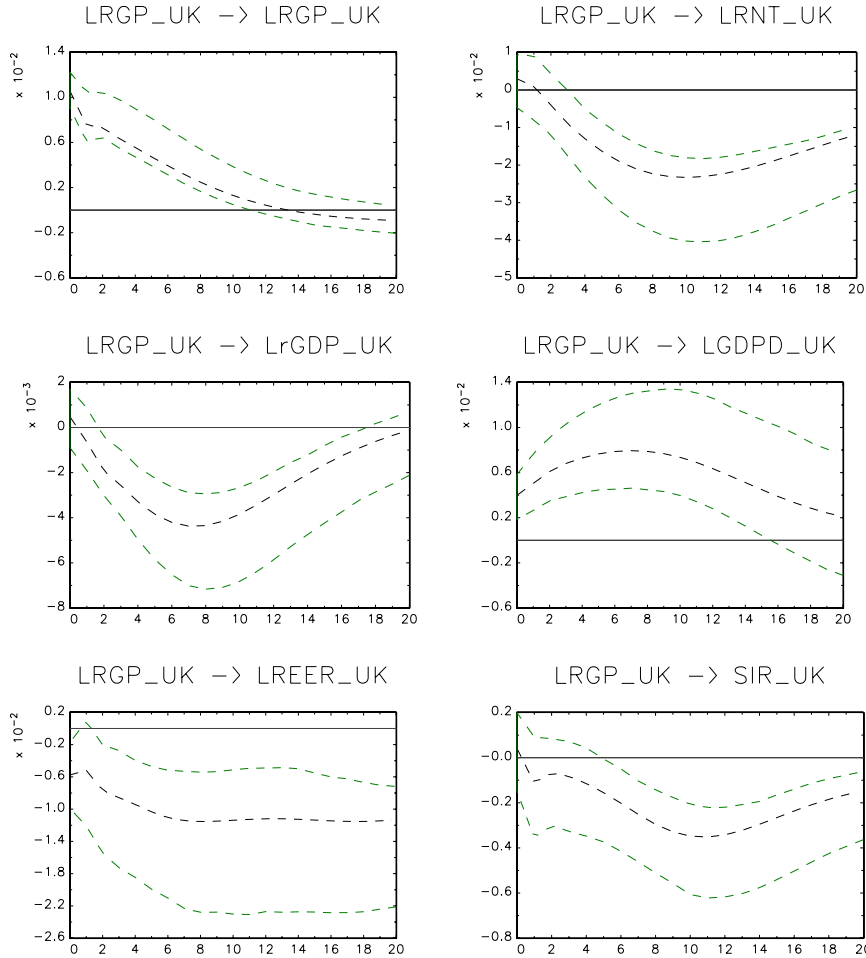 LRGP_UK -> LRGP_UK
x 10⁻²
1.4
1.0
0.6
0.2
-0.2
-0.6
0 2 4 6 8 10 12 14 16 18 20
LRGP_UK -> LRNT_UK
x 10⁻²
1
0
-1
-2
-3
-4
-5
0 2 4 6 8 10 12 14 16 18 20
LRGP_UK -> LrGDP_UK
x 10⁻³
2
0
-2
-4
-6
-8
0 2 4 6 8 10 12 14 16 18 20
LRGP_UK -> LGDPD_UK
x 10⁻²
1.4
1.0
0.6
0.2
-0.2
-0.6
0 2 4 6 8 10 12 14 16 18 20
LRGP_UK -> LREER_UK
x 10⁻²
0.2
-0.2
-0.6
-1.0
-1.4
-1.8
-2.2
-2.6
0 2 4 6 8 10 12 14 16 18 20
LRGP_UK -> SIR_UK
0.2
-0.0
-0.2
-0.4
-0.6
-0.8
0 2 4 6 8 10 12 14 16 18 20